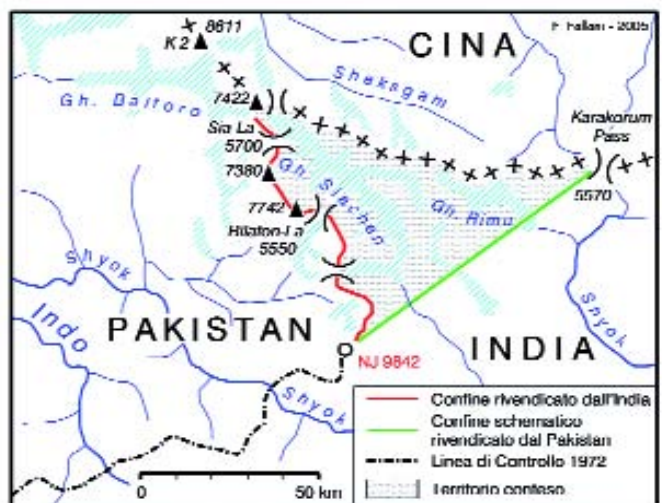 8611
K2
CINA
F. Fallani - 2005
Shaksgam
7422
Gh. Baltoro
Karakorum
Pass
Sia La
5700
7380
Gh. Siachen
5570
7742
Gh. Rimu
5550
Shyok
Indo
PAKISTAN
INDIA
Shyok
NJ 9842
Shyok
Confine rivendicato dall'India
Confine schematico
rivendicato dal Pakistan
Linea di Controllo 1972
Territorio conteso
0
50 km